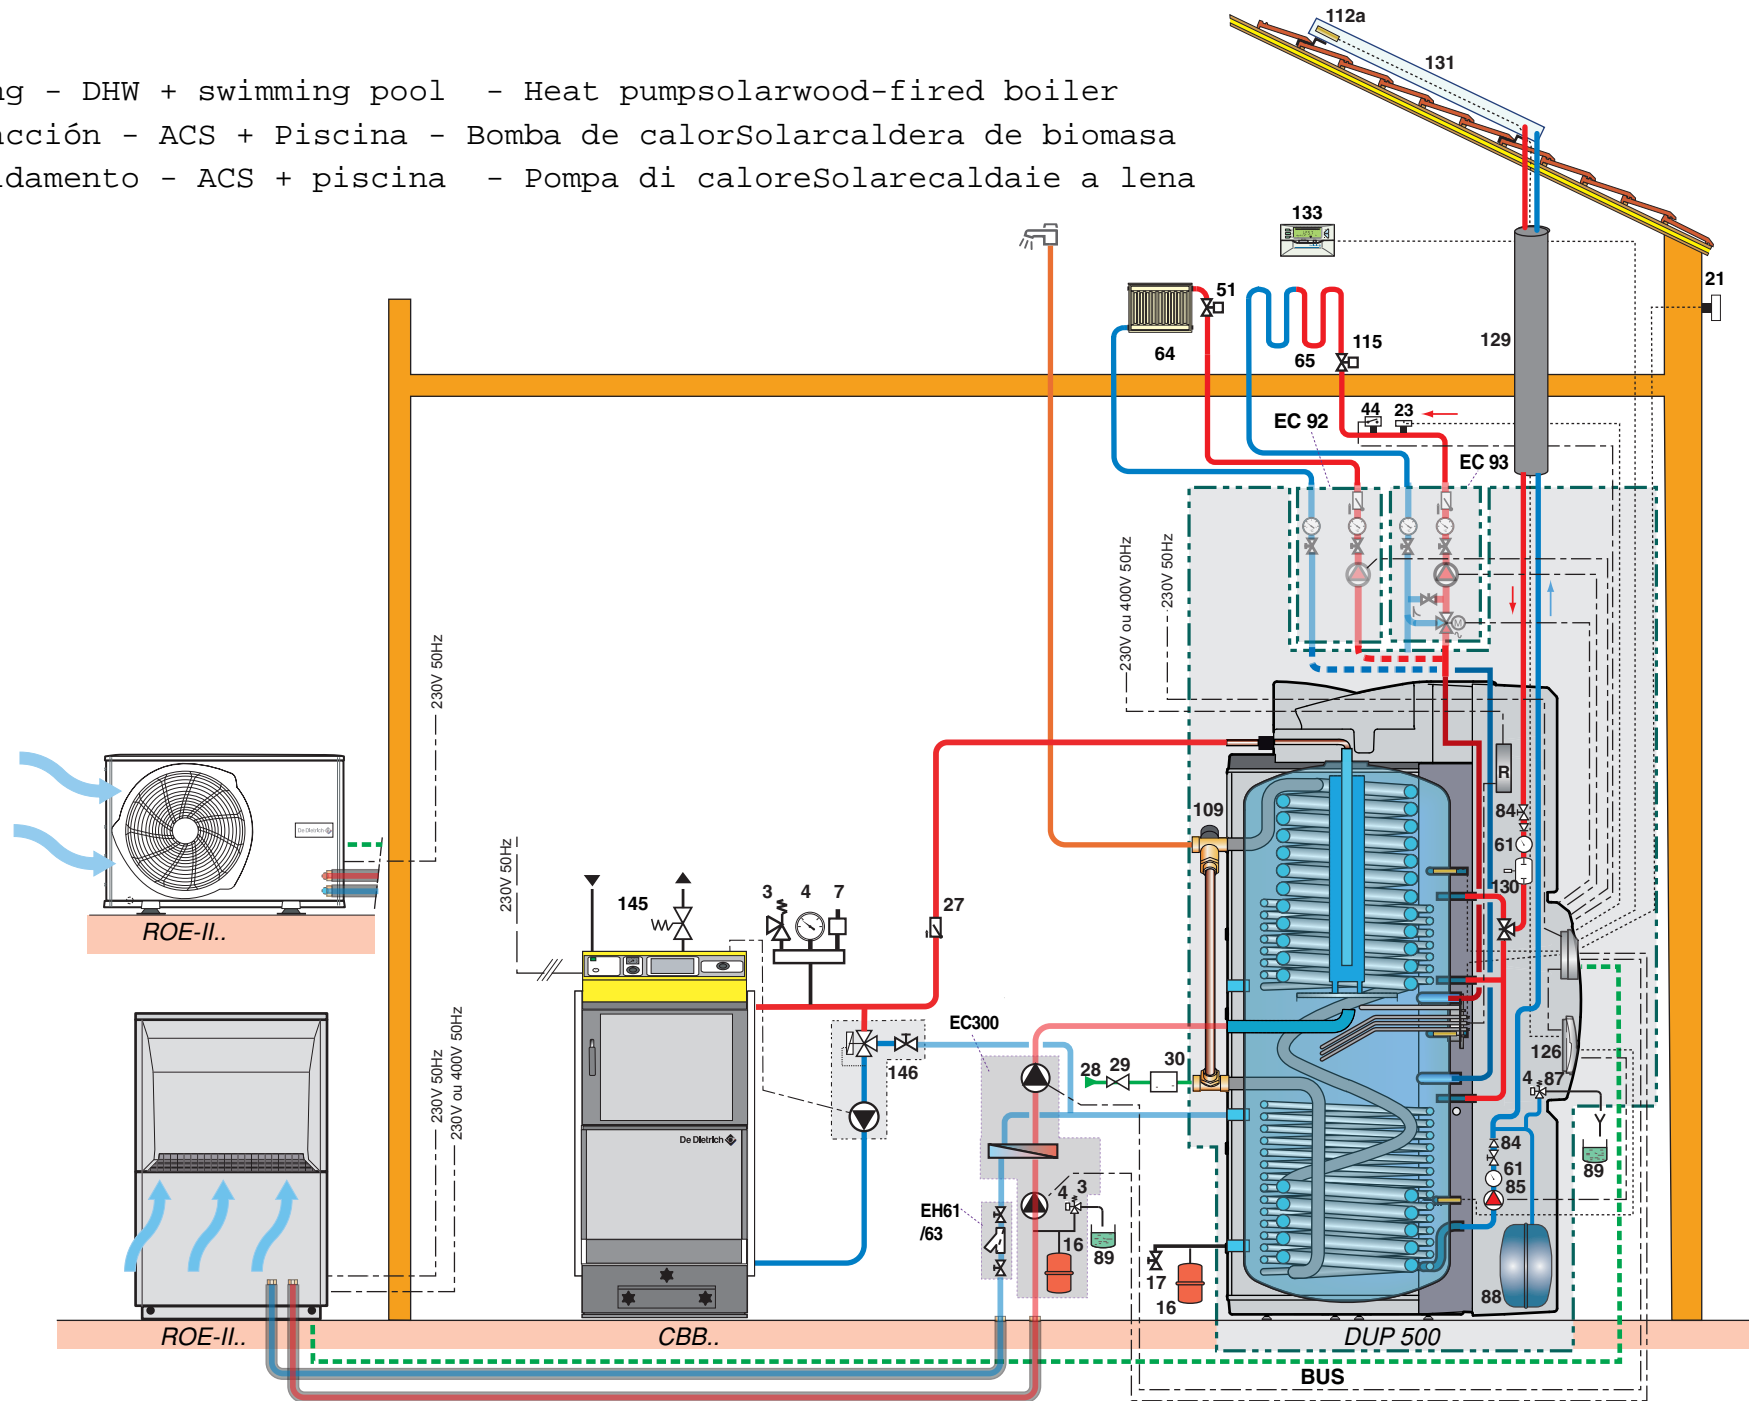 ng - DHW + swimming pool - Heat pumpsolarwood-fired boiler
acción - ACS + Piscina - Bomba de calorSolarcaldera de biomasa
ldamento - ACS + piscina - Pompa di caloreSolarecaldaie a lena
112a
131
133
21
51
64
65
115
129
44
23
EC 92
EC 93
230V ou 400V 50Hz
230V 50Hz
230V 50Hz
M
R
De Dietrich
ROE-II..
230V 50Hz
145
3
4
7
27
109
84
61
130
EC300
146
28
29
30
126
4
87
De Dietrich
230V 50Hz
230V ou 400V 50Hz
EH61
/63
4
3
16
89
17
16
84
61
85
89
88
ROE-II..
CBB..
DUP 500
BUS